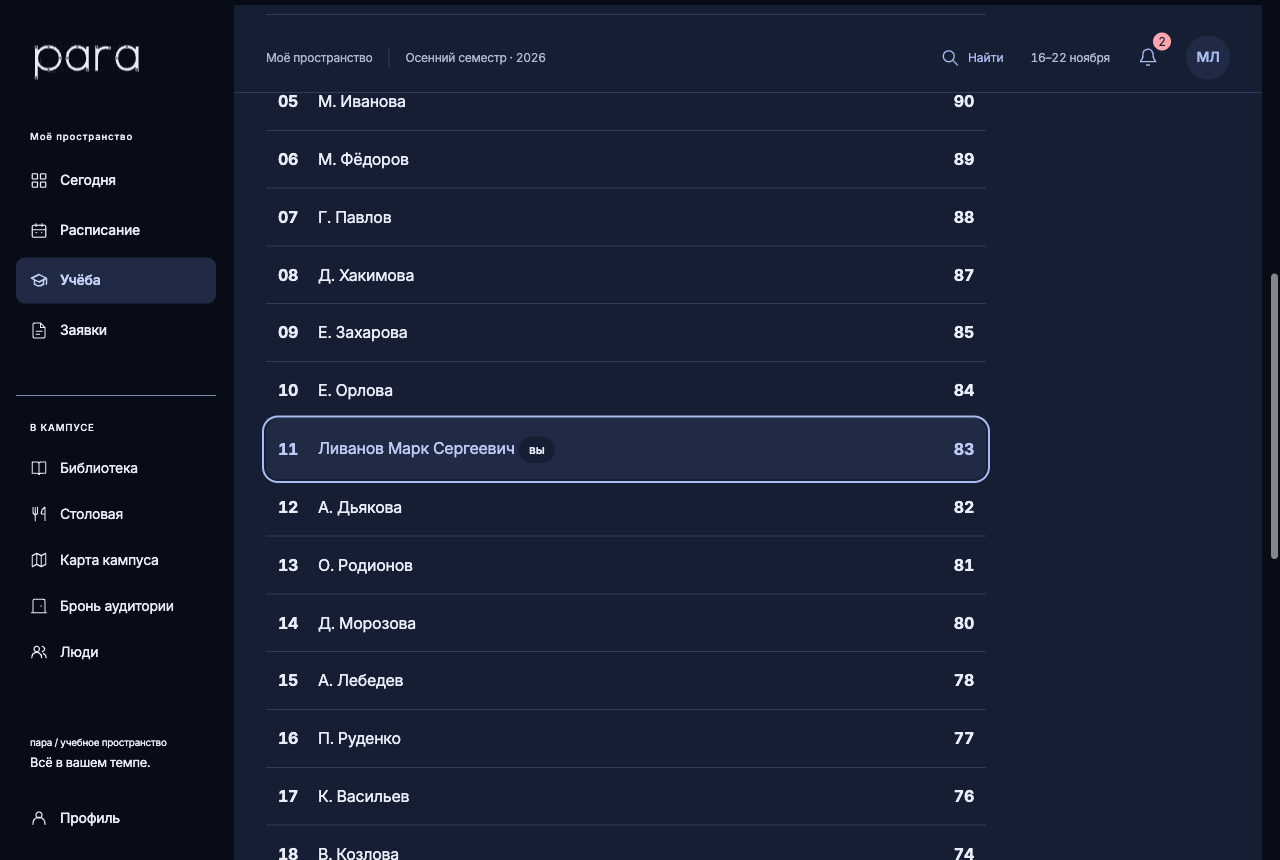 para
Моё пространство
Сегодня
Расписание
Учёба
Заявки
В КАМПУСЕ
Библиотека
Столовая
Карта кампуса
Бронь аудитории
Люди
пара / учебное пространство
Всё в вашем темпе.
Профиль
Моё пространство Осенний семестр · 2026 Найти 16–22 ноября 2 МЛ
05 М. Иванова 90
06 М. Фёдоров 89
07 Г. Павлов 88
08 Д. Хакимова 87
09 Е. Захарова 85
10 Е. Орлова 84
11 Ливанов Марк Сергеевич вы 83
12 А. Дьякова 82
13 О. Родионов 81
14 Д. Морозова 80
15 А. Лебедев 78
16 П. Руденко 77
17 К. Васильев 76
18 В. Козлова 74